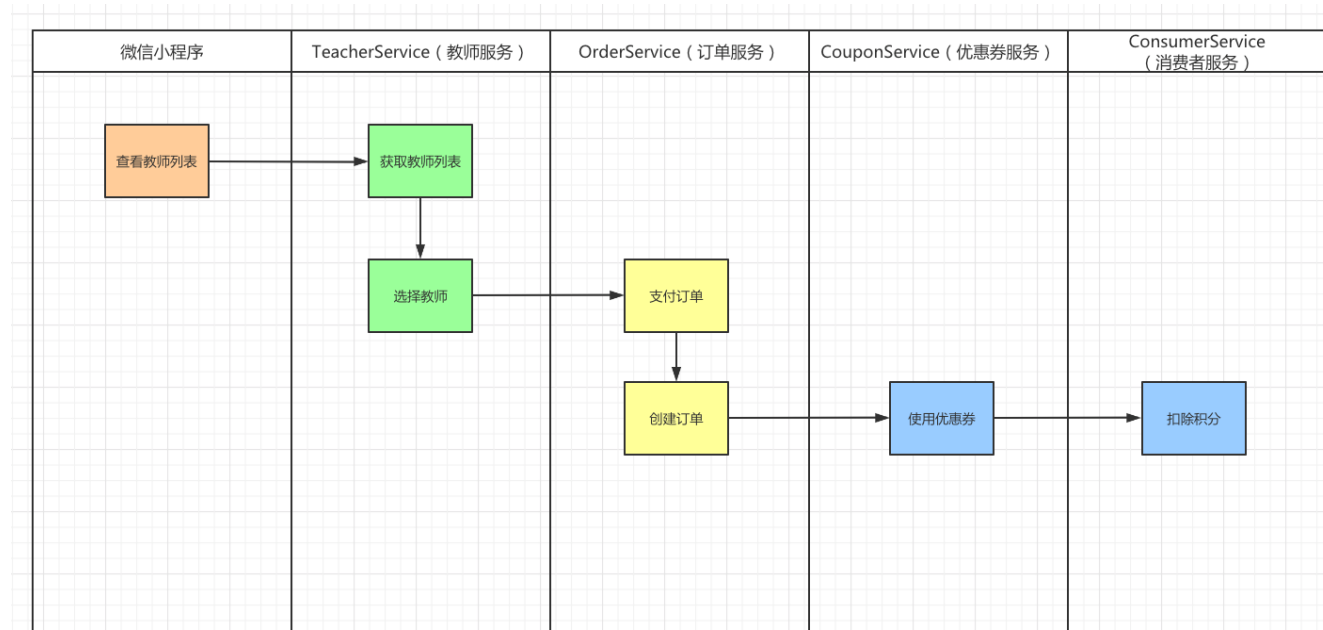 微信小程序
TeacherService（教师服务）
OrderService（订单服务）
CouponService（优惠券服务）
ConsumerService
（消费者服务）
查看教师列表
获取教师列表
选择教师
支付订单
创建订单
使用优惠券
扣除积分